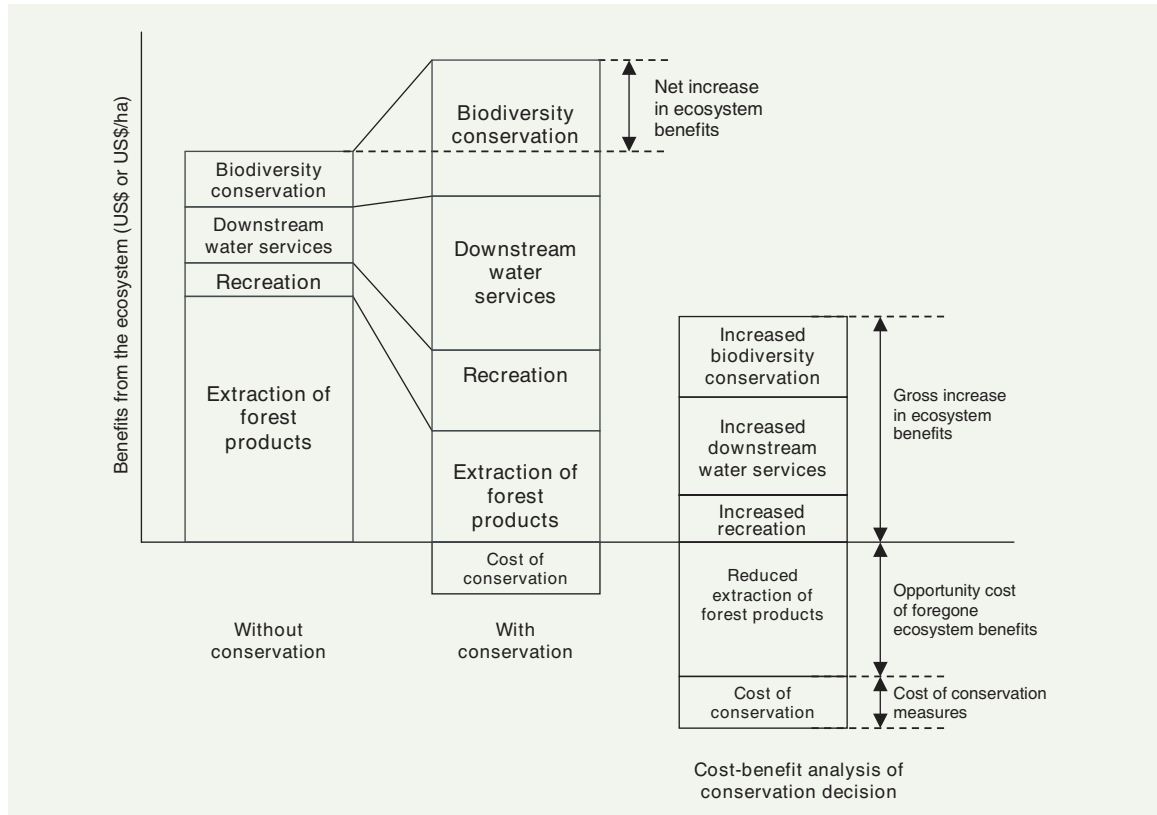 Benefits from the ecosystem (US$ or US$/ha)
Biodiversity
conservation
Downstream
water services
Recreation
Extraction of
forest
products
Without
conservation
Biodiversity
conservation
Downstream
water
services
Recreation
Extraction of
forest
products
Cost of
conservation
With
conservation
Net increase
in ecosystem
benefits
Increased
biodiversity
conservation
Increased
downstream
water services
Increased
recreation
Reduced
extraction of
forest products
Cost of
conservation
Gross increase
in ecosystem
benefits
Opportunity cost
of foregone
ecosystem benefits
Cost of conservation
measures
Cost-benefit analysis of
conservation decision